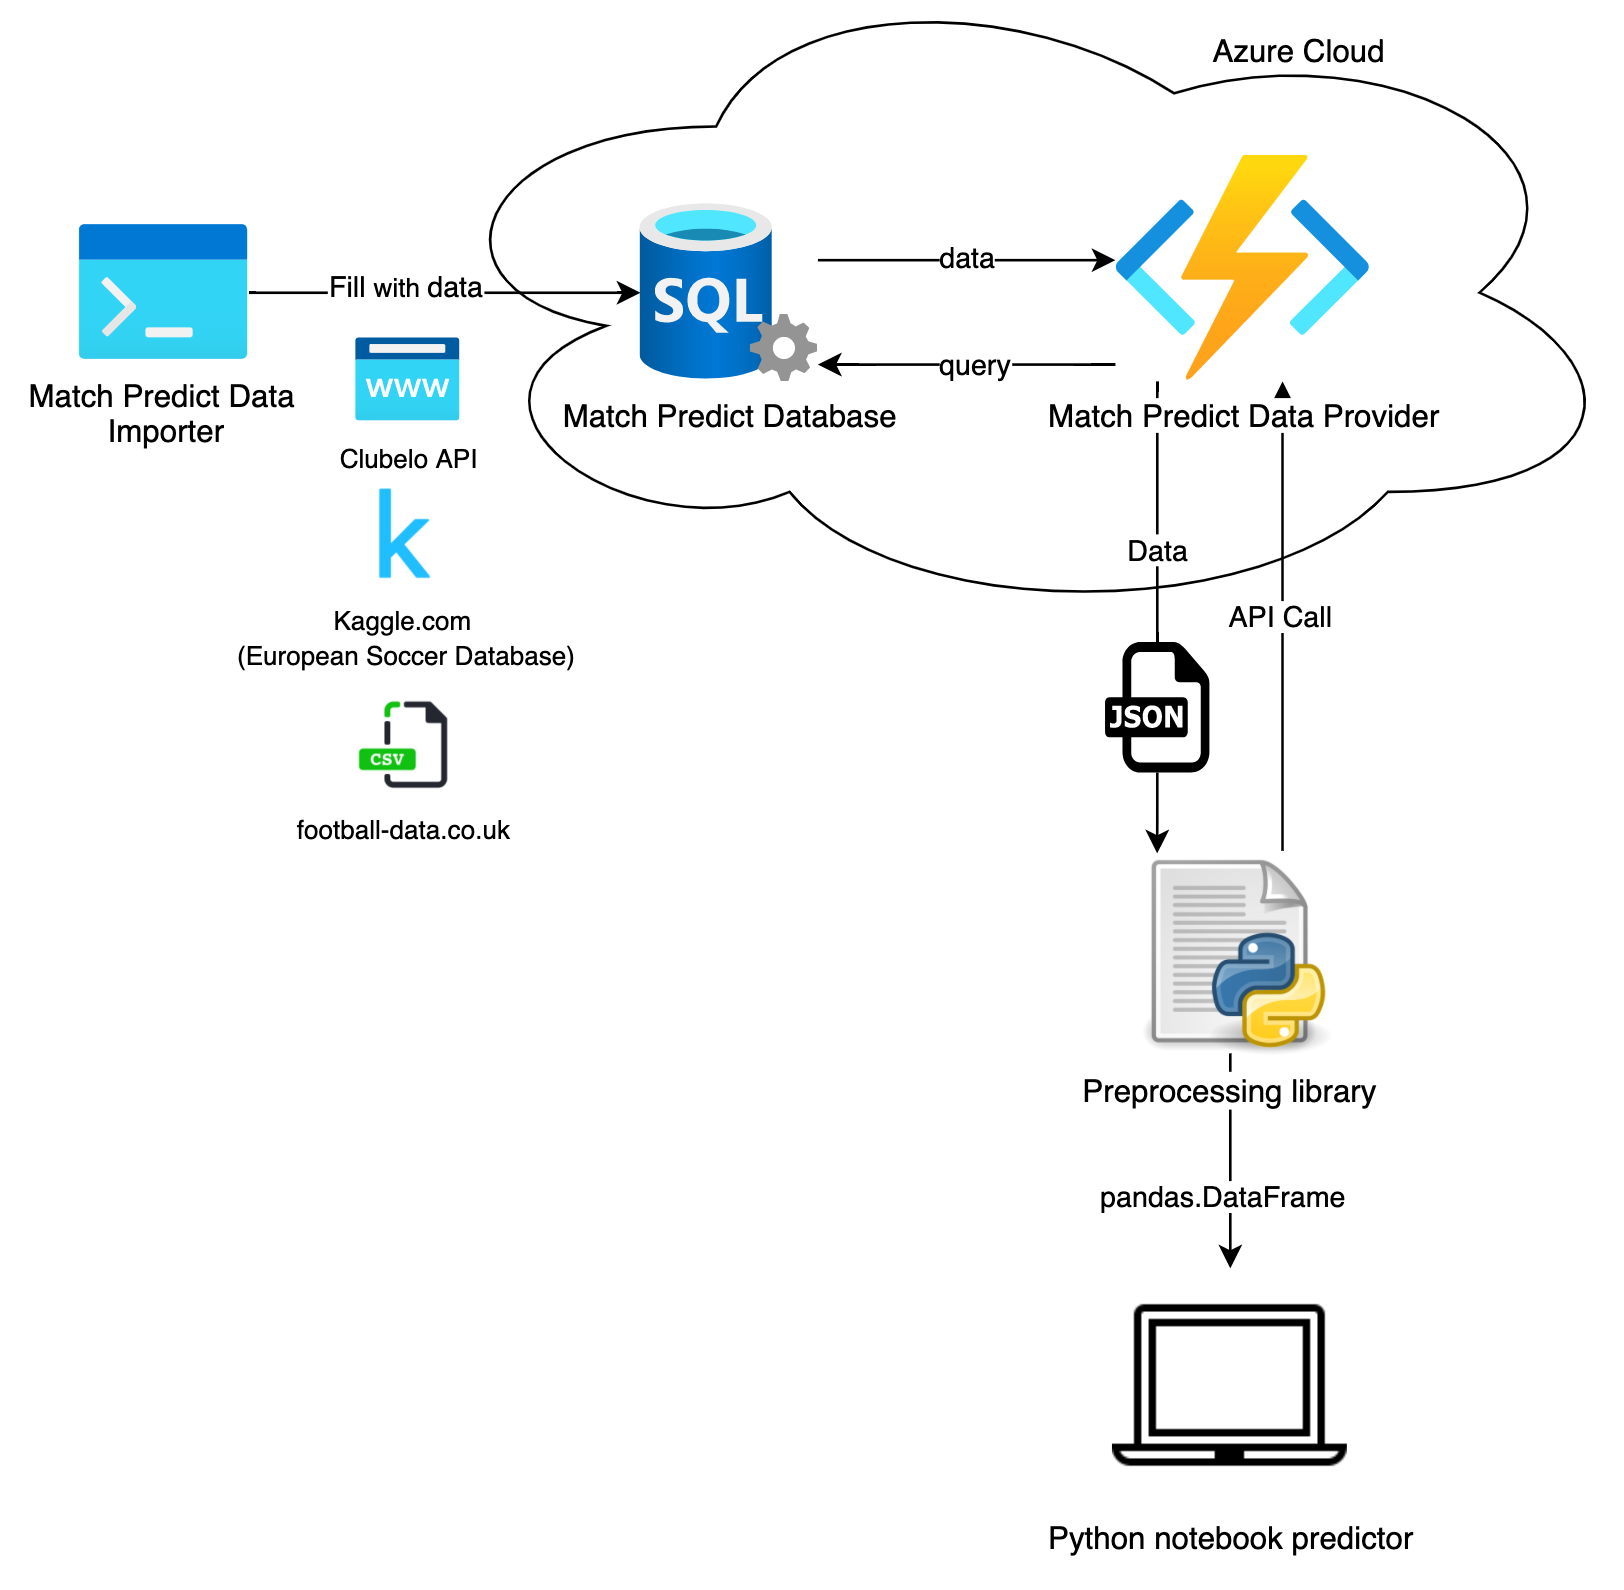 Azure Cloud
Fill with data
SQL
data
query
Match Predict Data
Importer
www
Clubelo API
Match Predict Database
Match Predict Data Provider
k
Kaggle.com
(European Soccer Database)
CSV
football-data.co.uk
Data
API Call
JSON
Preprocessing library
pandas.DataFrame
Python notebook predictor